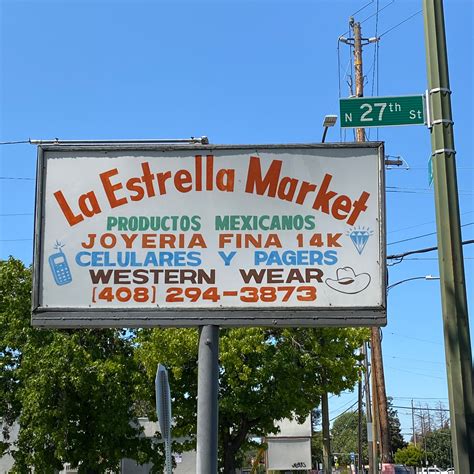 N 27th St
La Estrella Market
PRODUCTOS MEXICANOS
JOYERIA FINA 14K
CELULARES Y PAGERS
WESTERN WEAR
(408) 294-3873